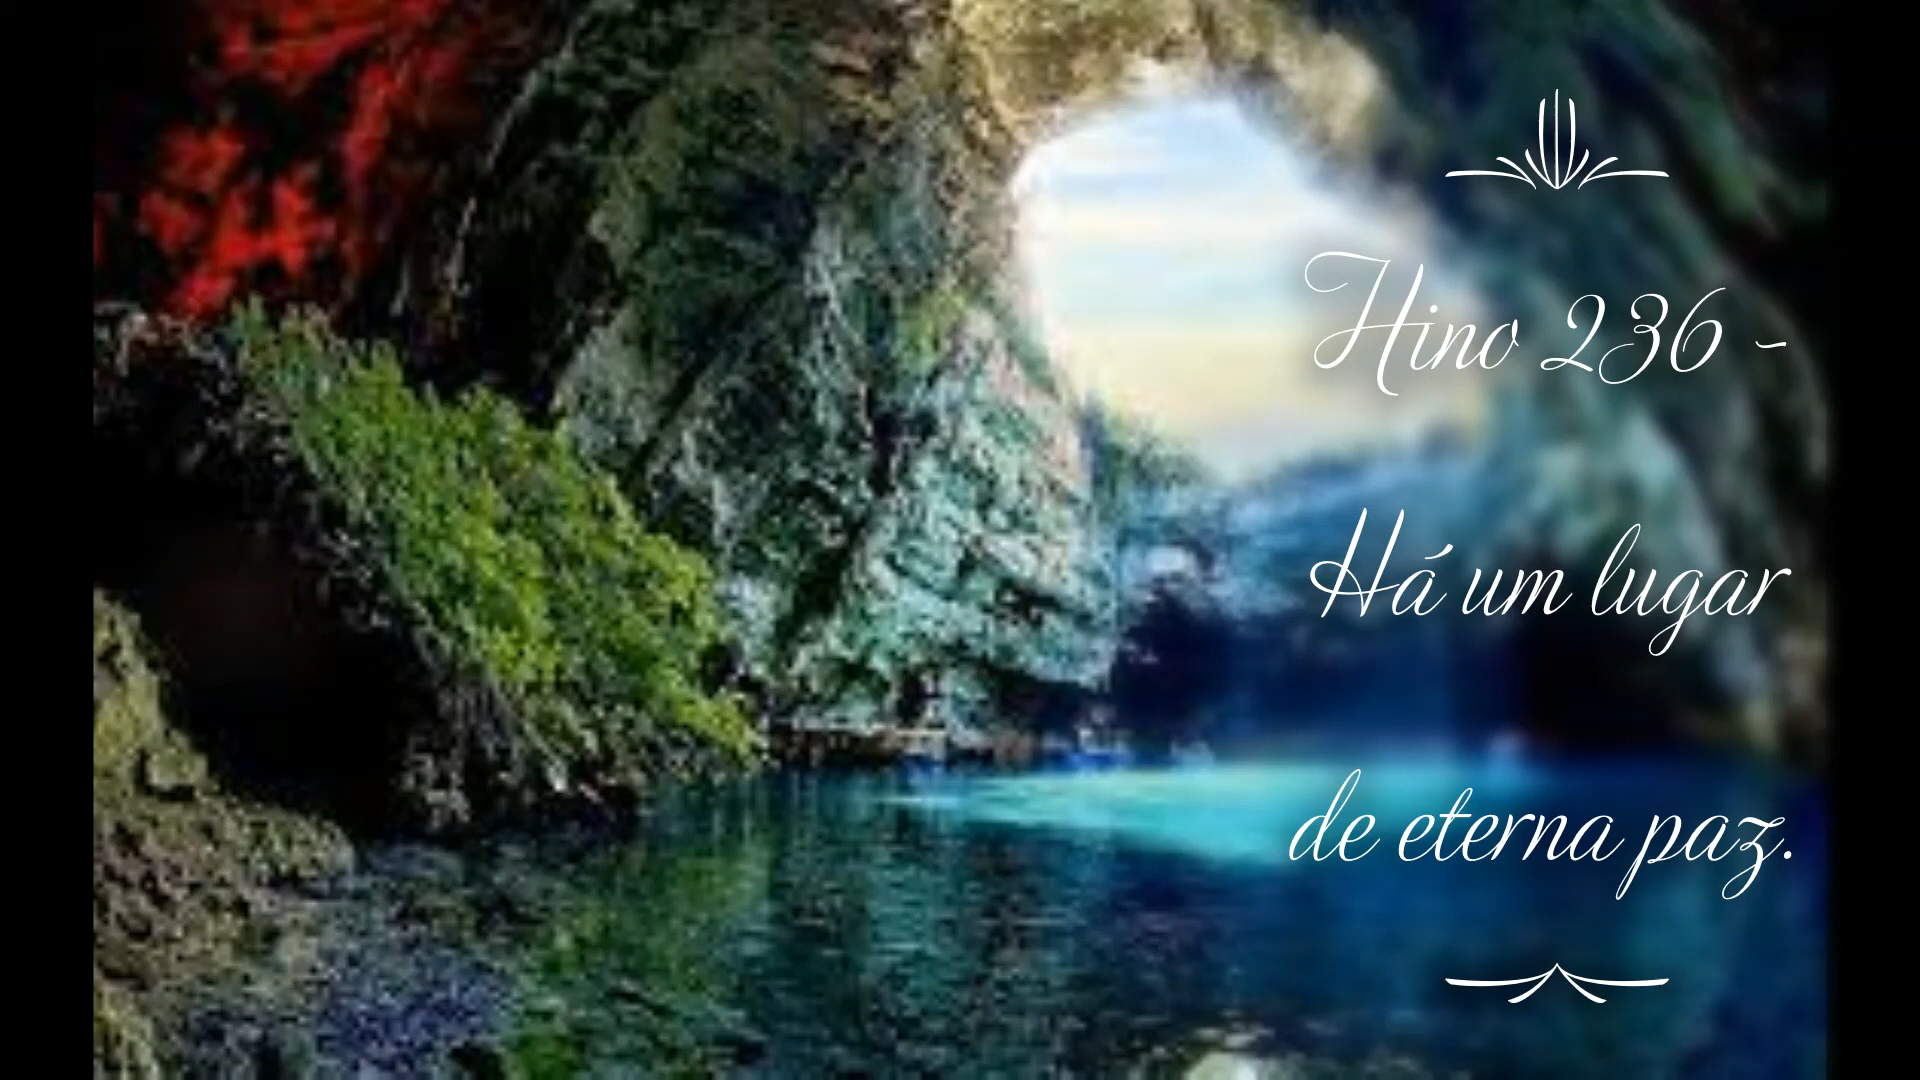 Hino 236 -
Há um lugar
de eterna paz.